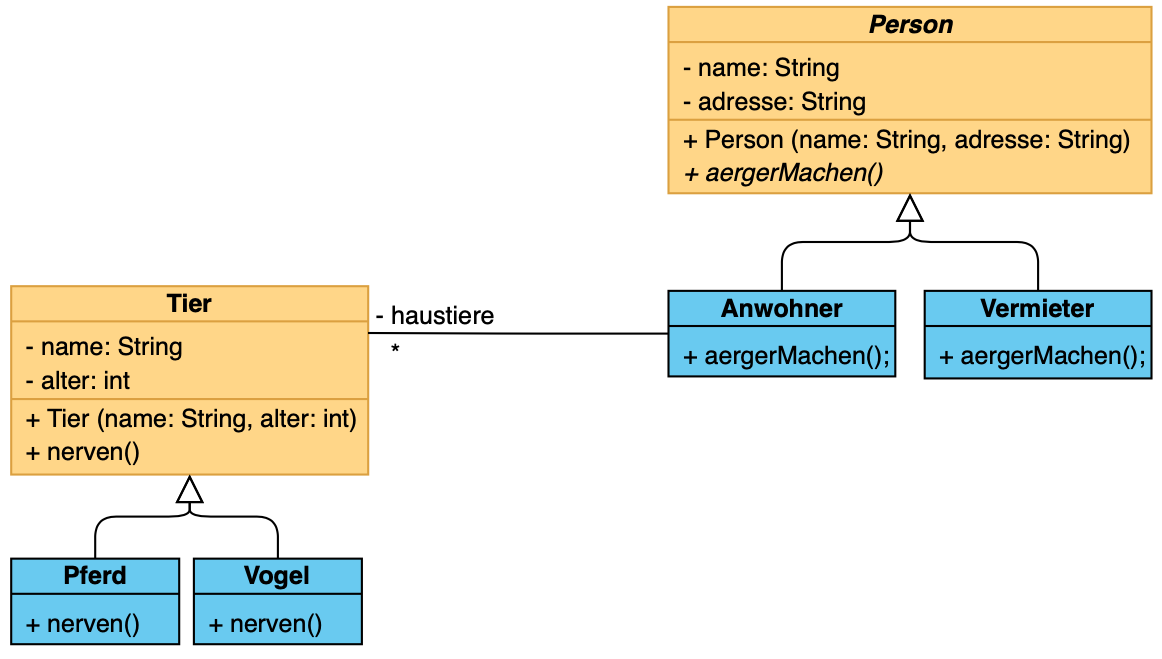 Person
- name: String
- adresse: String
+ Person (name: String, adresse: String)
+ aergerMachen()
Tier
- name: String
- alter: int
+ Tier (name: String, alter: int)
+ nerven()
- haustiere
*
Anwohner
+ aergerMachen();
Vermieter
+ aergerMachen();
Pferd
+ nerven()
Vogel
+ nerven()